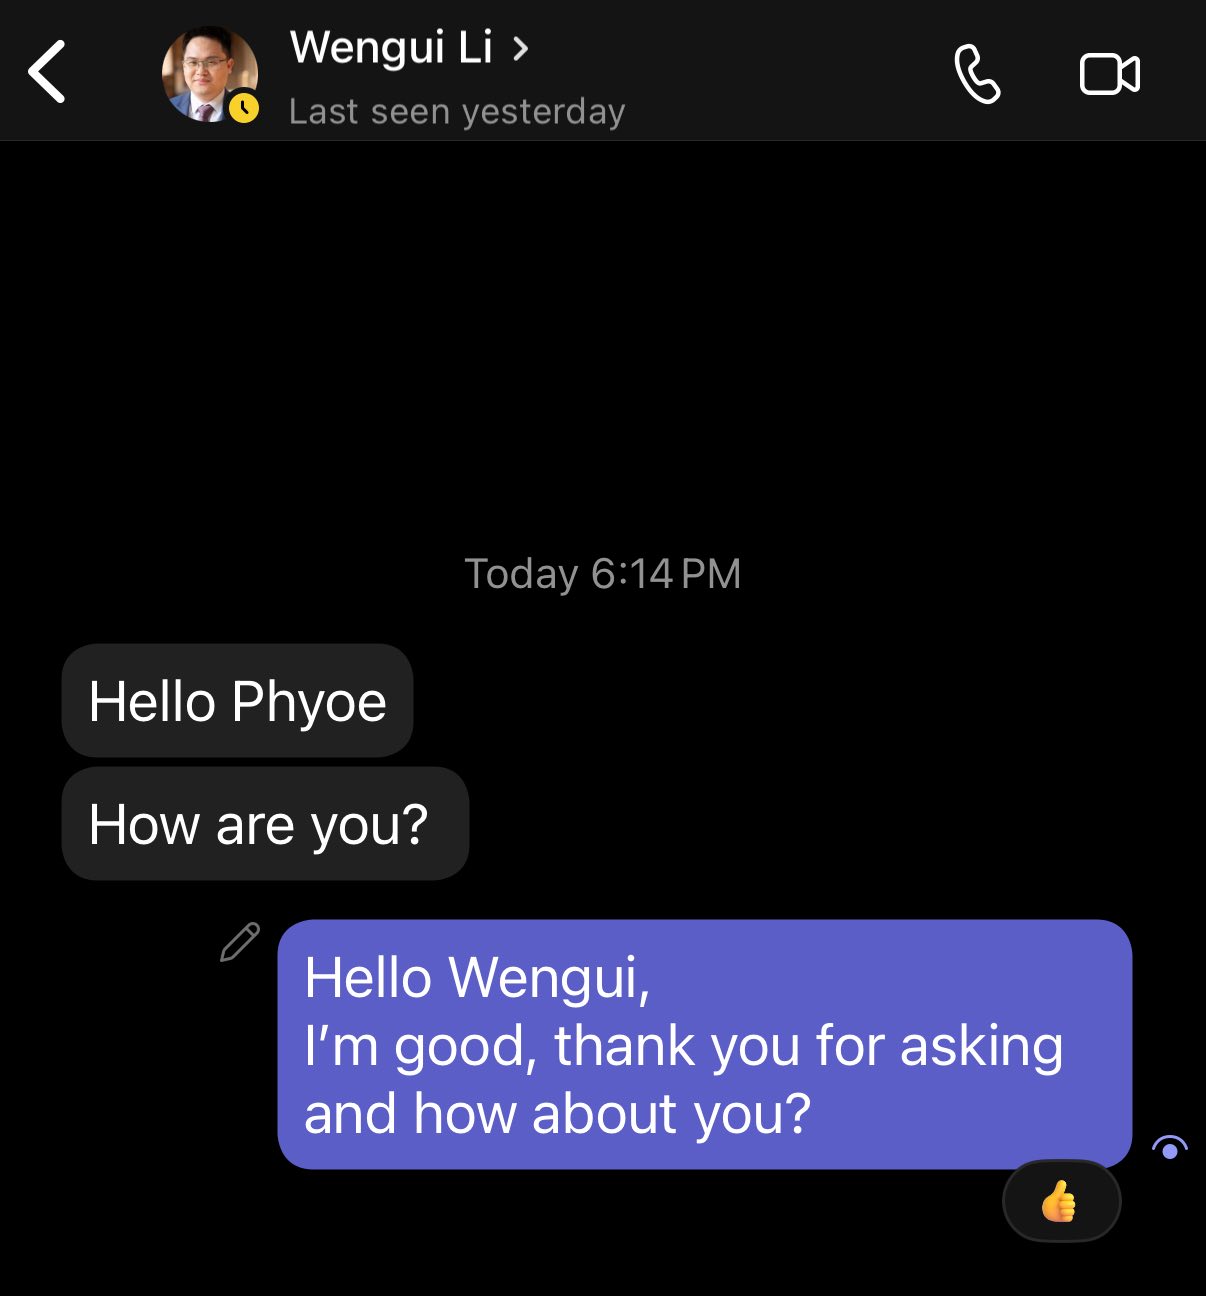 Wengui Li
Last seen yesterday
Today 6:14 PM
Hello Phyoe
How are you?
Hello Wengui,
I’m good, thank you for asking
and how about you?